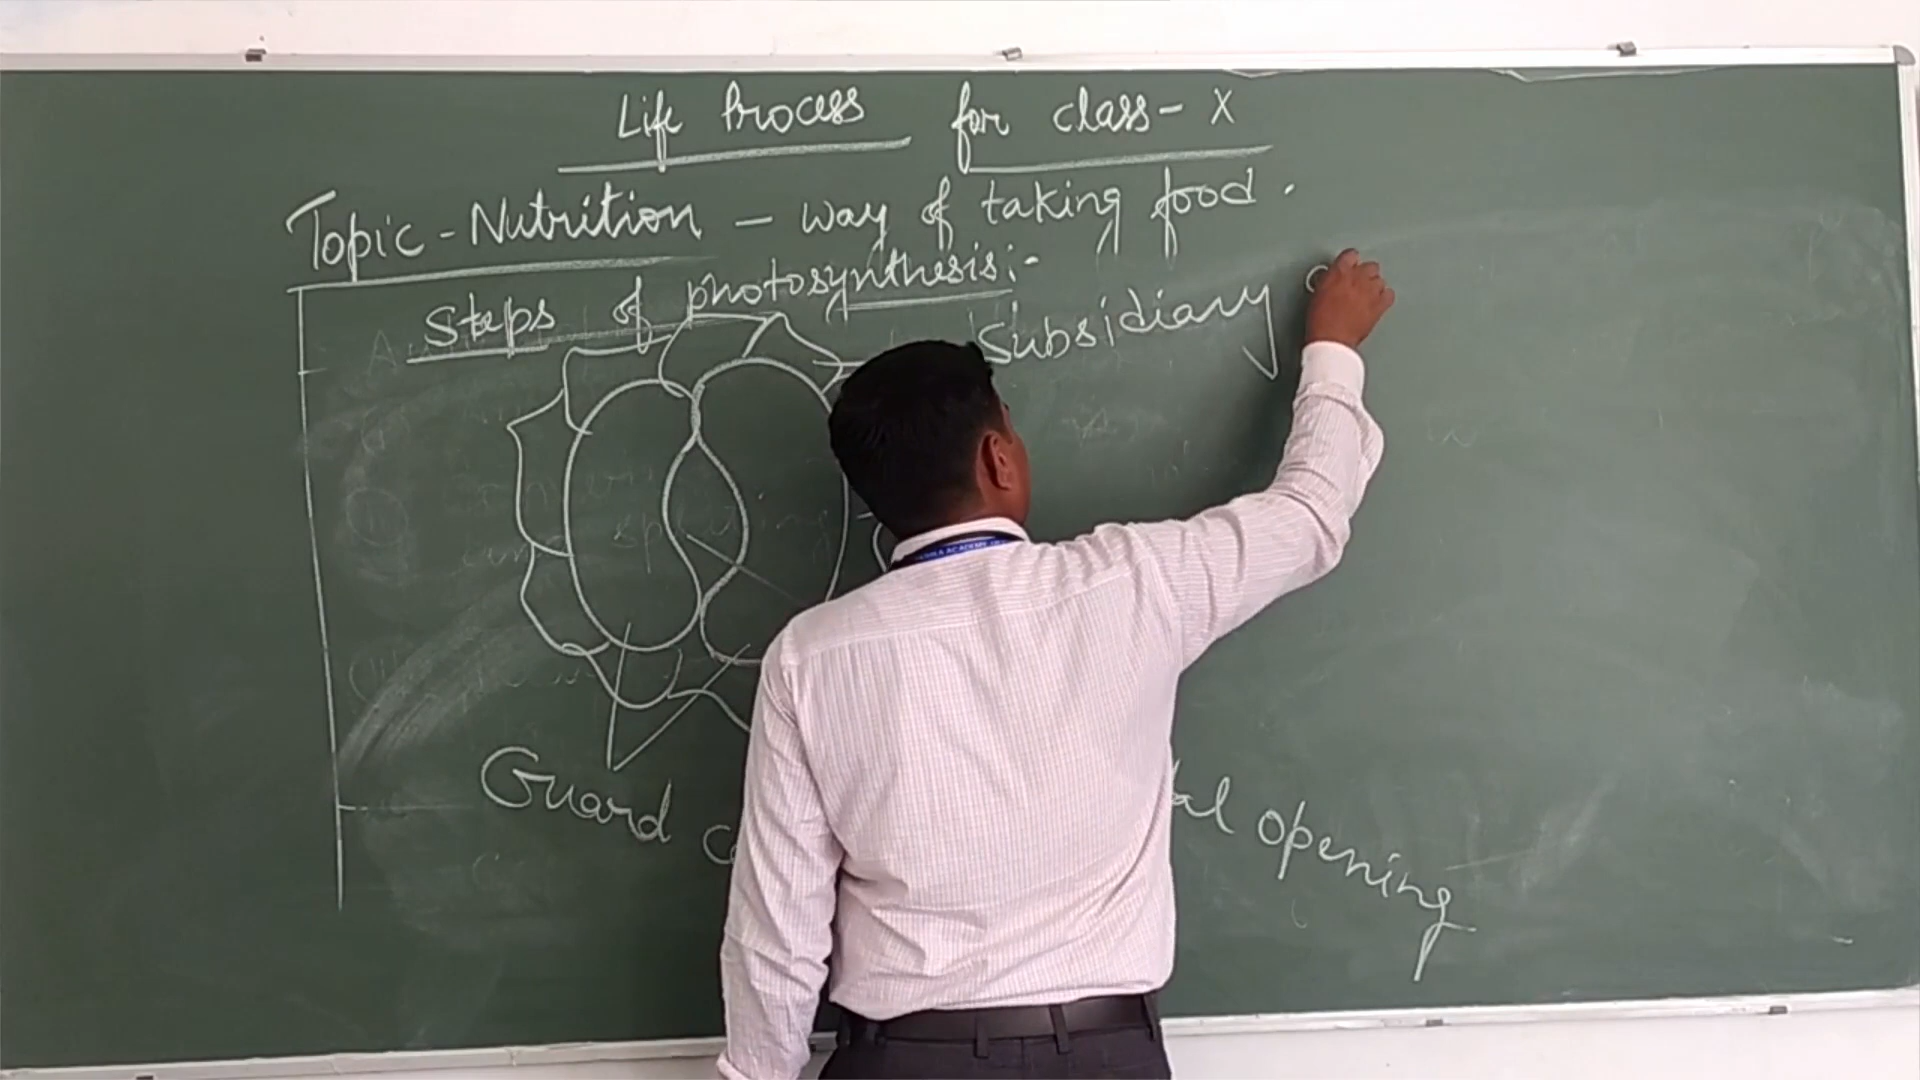 Life Process for class - X
Topic - Nutrition - way of taking food.
Steps of photosynthesis :-
Subsidiary
Guard
opening